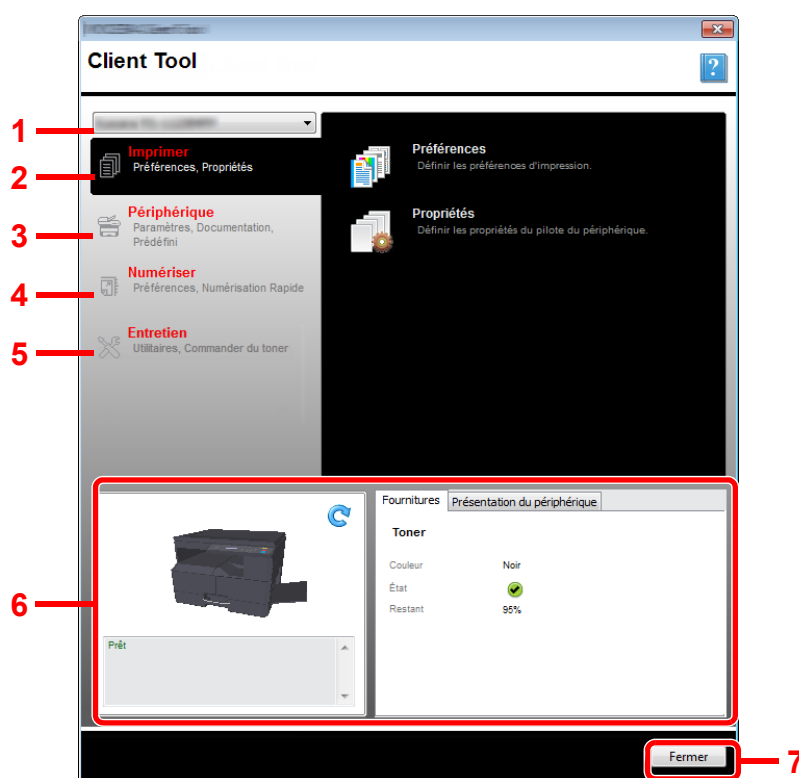 Client Tool
?
1
2
Imprimer
Préférences, Propriétés
3
Périphérique
Paramètres, Documentation,
Prédéfini
4
Numériser
Préférences, Numérisation Rapide
5
Entretien
Utilitaires, Commander du toner
Préférences
Définir les préférences d'impression.
Propriétés
Définir les propriétés du pilote du périphérique.
6
Prêt
Fournitures
Présentation du périphérique
Toner
Couleur Noir
État
Restant 95%
Fermer
7